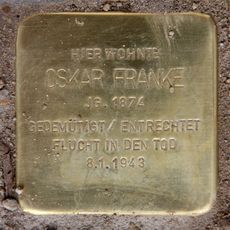 HIER WOHNTE
OSKAR FRANKE
JG. 1874
GEDEMÜTIGT / ENTRECHTET
FLUCHT IN DEN TOD
8.1.1943